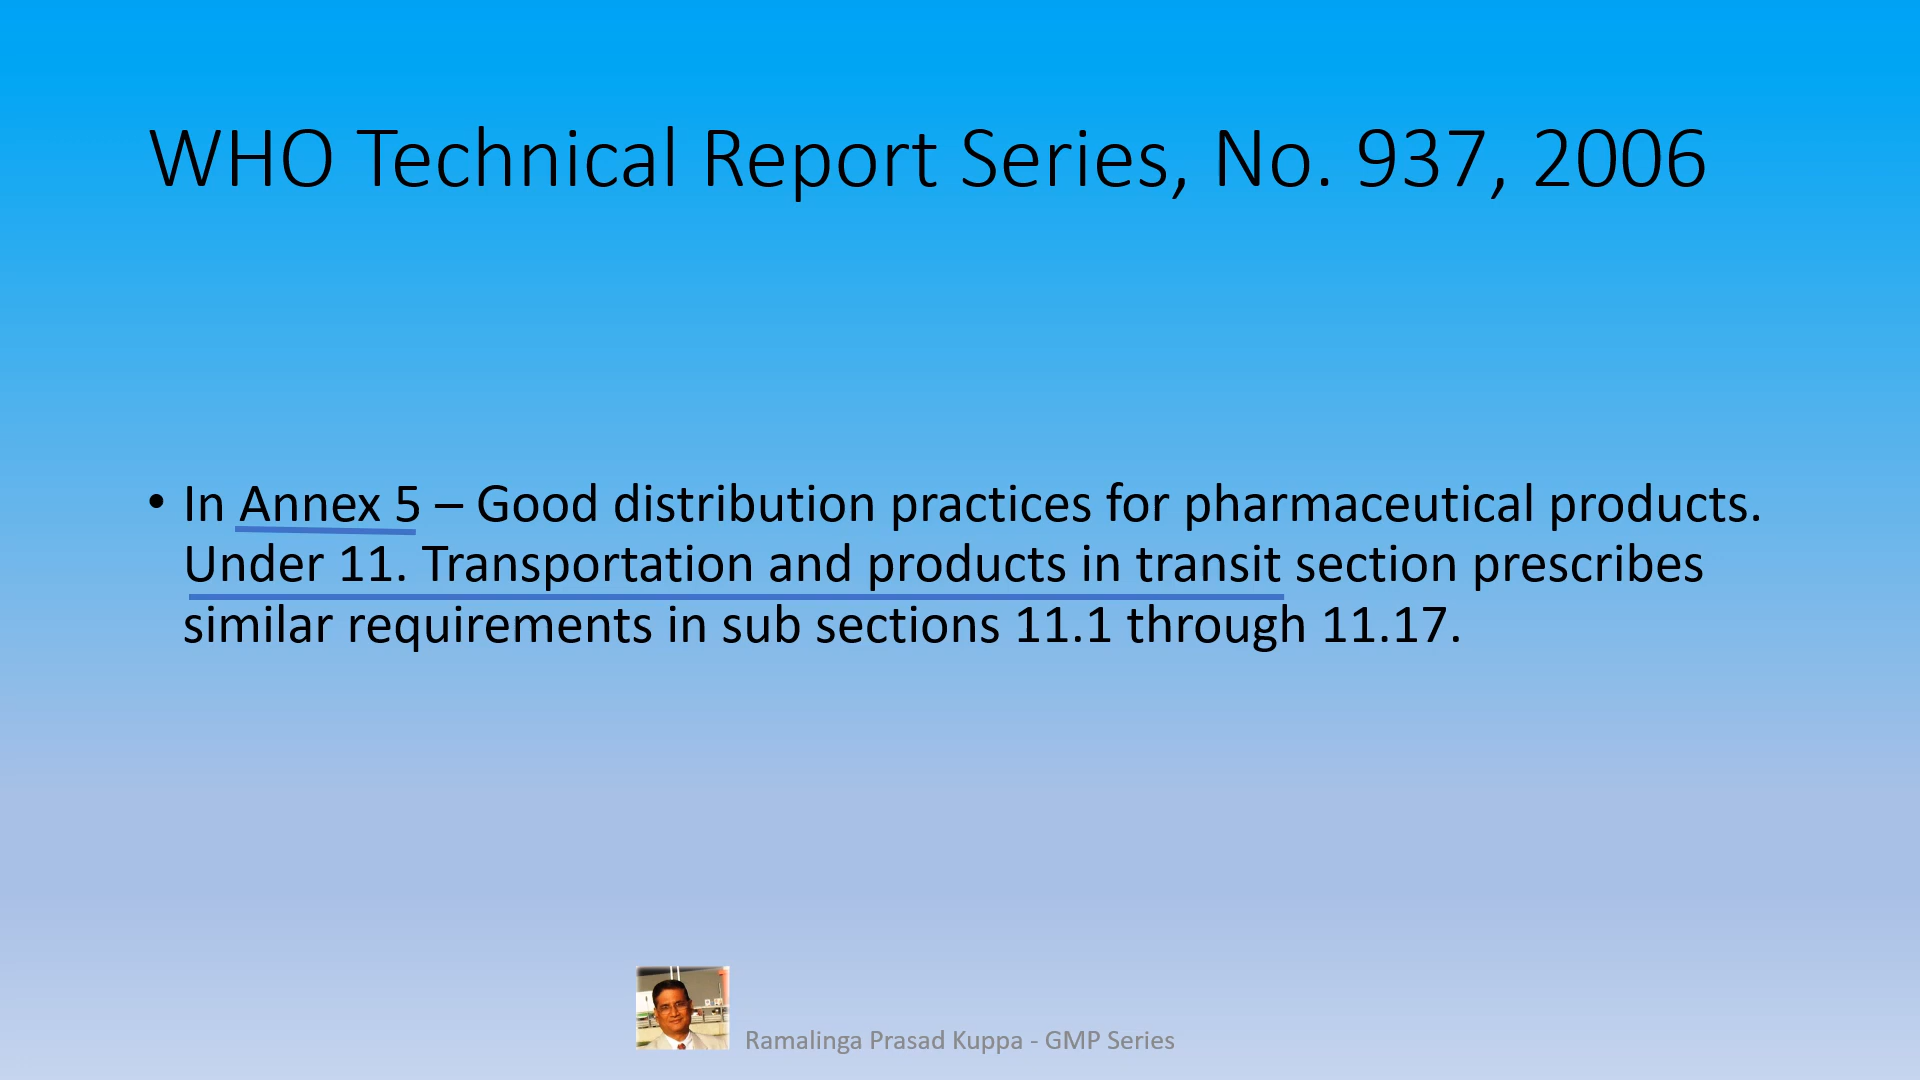 WHO Technical Report Series, No. 937, 2006
• In Annex 5 – Good distribution practices for pharmaceutical products.
Under 11. Transportation and products in transit section prescribes
similar requirements in sub sections 11.1 through 11.17.
Ramalinga Prasad Kuppa - GMP Series